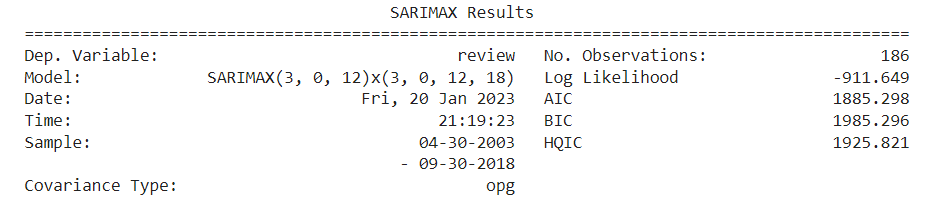 SARIMAX Results
==========================================================================================
Dep. Variable: review No. Observations: 186
Model: SARIMAX(3, 0, 12)x(3, 0, 12, 18) Log Likelihood -911.649
Date: Fri, 20 Jan 2023 AIC 1885.298
Time: 21:19:23 BIC 1985.296
Sample: 04-30-2003 HQIC 1925.821
- 09-30-2018
Covariance Type: opg